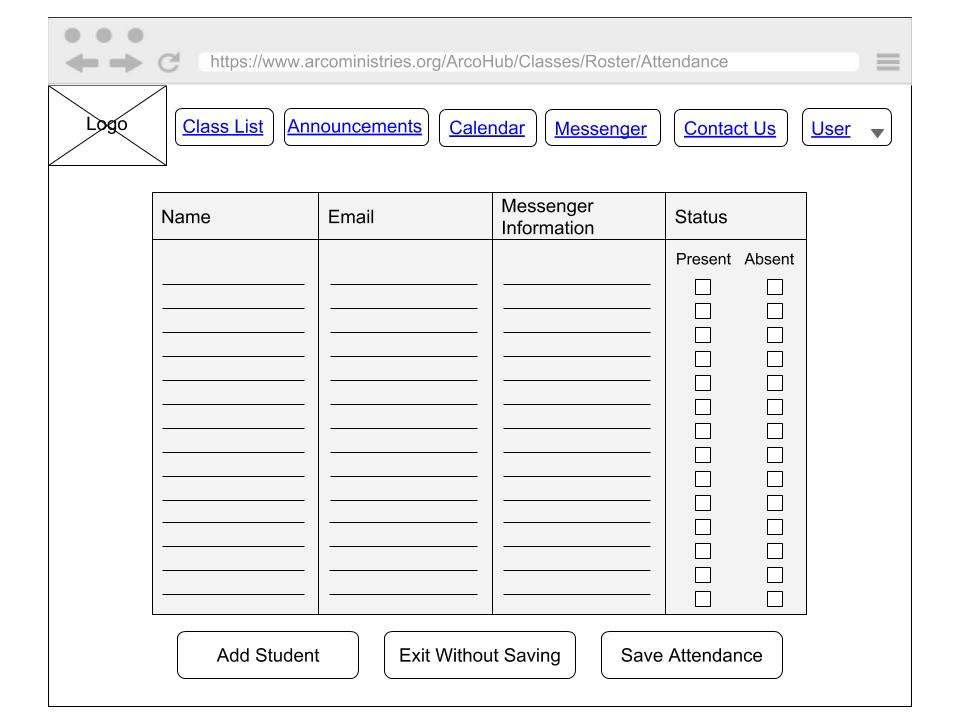 https://www.arcoministries.org/ArcoHub/Classes/Roster/Attendance
Logo
Class List
Announcements
Calendar
Messenger
Contact Us
User
Name
Email
Messenger
Information
Status
Present Absent
Add Student
Exit Without Saving
Save Attendance